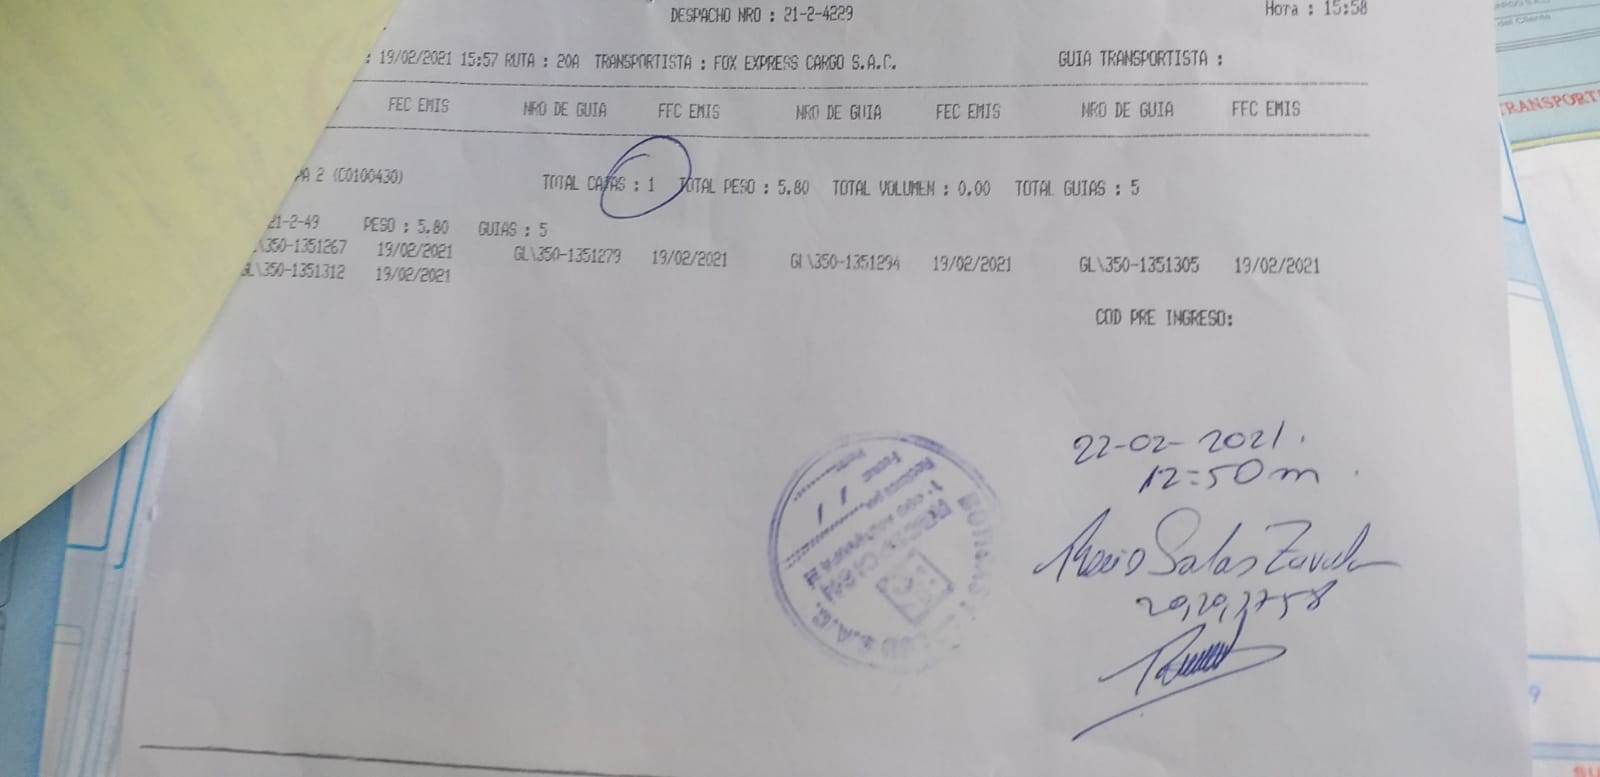 DESPACHO NRO : 21-2-4229
Hora : 15:58
: 19/02/2021 15:57 RUTA : 20A TRANSPORTISTA : FOX EXPRESS CARGO S.A.C. GUIA TRANSPORTISTA :
FEC EMIS NRO DE GUIA FEC EMIS NRO DE GUIA FEC EMIS NRO DE GUIA FEC EMIS
2 (C0100430) TOTAL CAJAS : 1 TOTAL PESO : 5.80 TOTAL VOLUMEN : 0.00 TOTAL GUIAS : 5
21-2-49 PESO : 5.80 GUIAS : 5
\350-1351267 19/02/2021 GL\350-1351279 19/02/2021 GL\350-1351294 19/02/2021 GL\350-1351305 19/02/2021
GL\350-1351312 19/02/2021
COD PRE INGRESO:
22-02-2021.
12:50m
Salas
S.A.C.
TRANSPORT
9